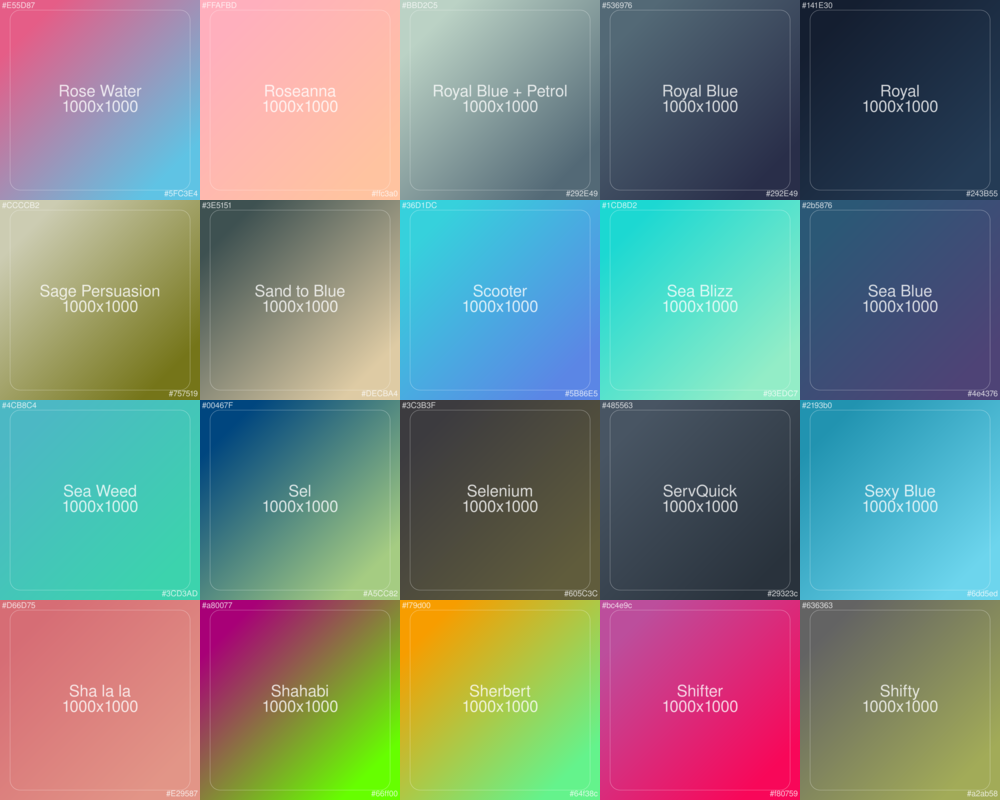 #E55D87
Rose Water
1000x1000
#5FC3E4
#FFAFBD
Roseanna
1000x1000
#ffc3a0
#BBD2C5
Royal Blue + Petrol
1000x1000
#292E49
#536976
Royal Blue
1000x1000
#292E49
#141E30
Royal
1000x1000
#243B55
#CCCCB2
Sage Persuasion
1000x1000
#757519
#3E5151
Sand to Blue
1000x1000
#DECBA4
#36D1DC
Scooter
1000x1000
#5B86E5
#1CD8D2
Sea Blizz
1000x1000
#93EDC7
#2b5876
Sea Blue
1000x1000
#4e4376
#4CB8C4
Sea Weed
1000x1000
#3CD3AD
#00467F
Sel
1000x1000
#A5CC82
#3C3B3F
Selenium
1000x1000
#605C3C
#485563
ServQuick
1000x1000
#29323c
#2193b0
Sexy Blue
1000x1000
#6dd5ed
#D66D75
Sha la la
1000x1000
#E29587
#a80077
Shahabi
1000x1000
#66ff00
#f79d00
Sherbert
1000x1000
#64f38c
#bc4e9c
Shifter
1000x1000
#f80759
#636363
Shifty
1000x1000
#a2ab58